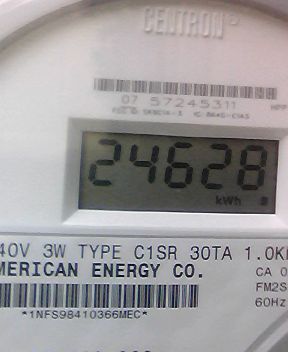 CENTRON
07 57245311
24628
kWh
40V 3W TYPE C1SR 30TA 1.0K
MERICAN ENERGY CO.
CA 0
FM2S
60Hz
*1NFS98410366MEC*